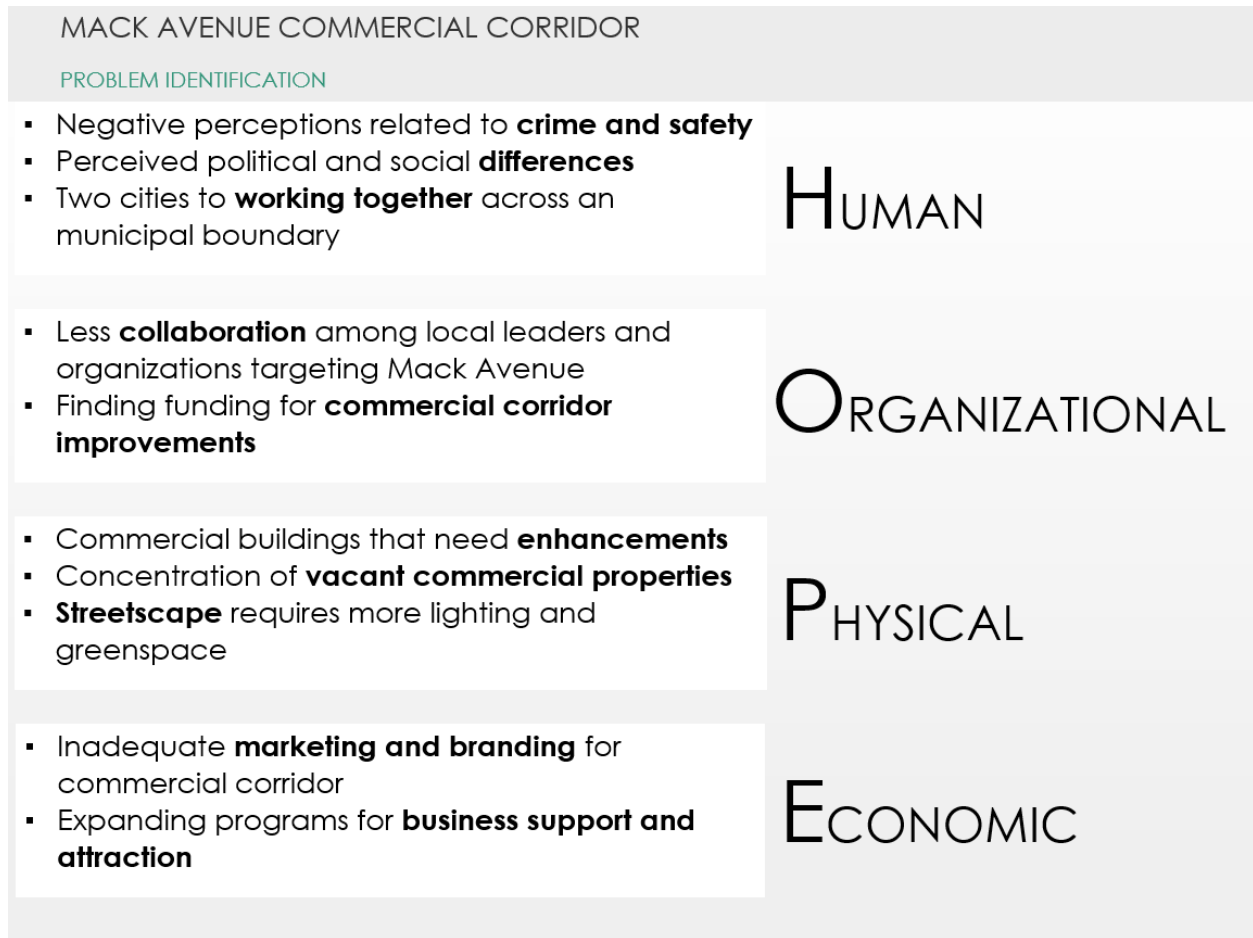 MACK AVENUE COMMERCIAL CORRIDOR
PROBLEM IDENTIFICATION
▪ Negative perceptions related to crime and safety
▪ Perceived political and social differences
▪ Two cities to working together across an
municipal boundary
HUMAN
▪ Less collaboration among local leaders and
organizations targeting Mack Avenue
▪ Finding funding for commercial corridor
improvements
ORGANIZATIONAL
▪ Commercial buildings that need enhancements
▪ Concentration of vacant commercial properties
▪ Streetscape requires more lighting and
greenspace
PHYSICAL
▪ Inadequate marketing and branding for
commercial corridor
▪ Expanding programs for business support and
attraction
ECONOMIC